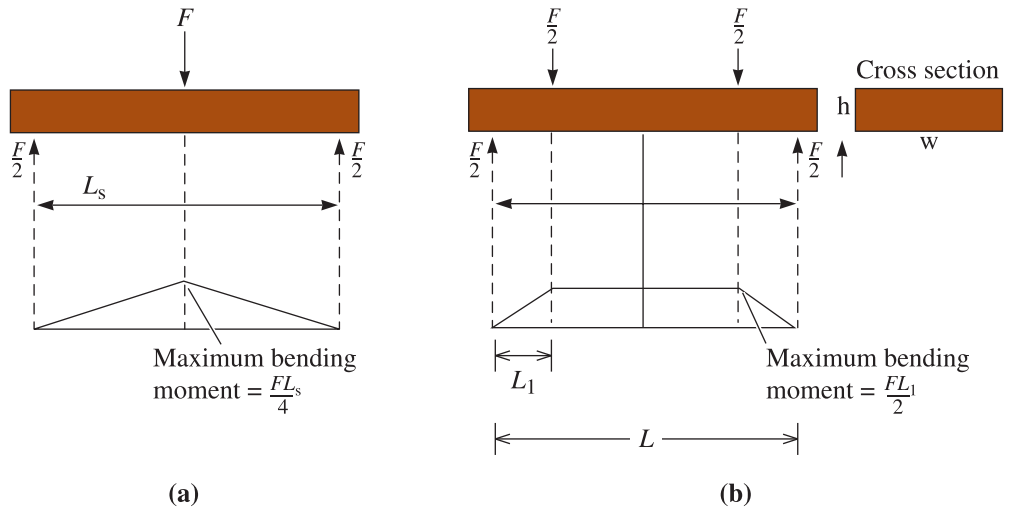 F
F/2 F/2
Cross section
h
w
F/2 F/2
F/2 F/2
L_s
Maximum bending
moment = FL_s/4
Maximum bending
moment = FL_1/2
L_1
L
(a)
(b)